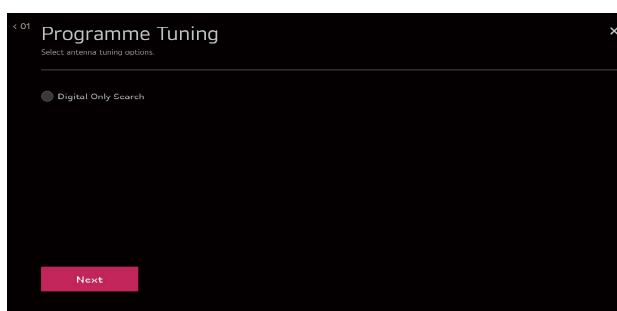 < 01
Programme Tuning
×
Select antenna tuning options.
Digital Only Search
Next